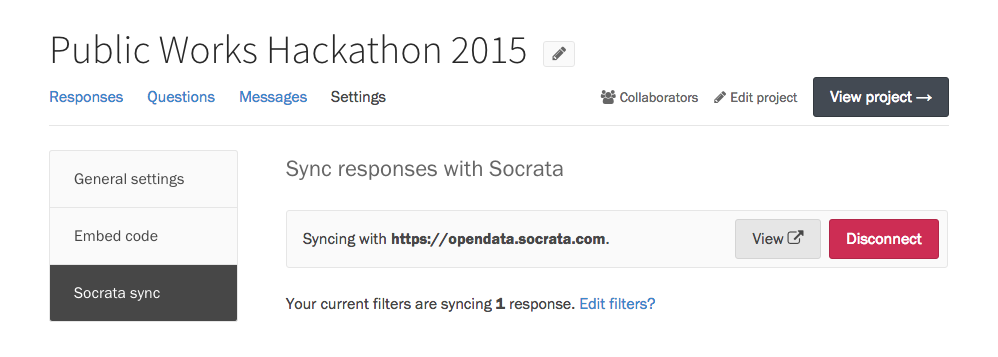 Public Works Hackathon 2015
Responses Questions Messages Settings Collaborators Edit project View project →
General settings
Embed code
Socrata sync
Sync responses with Socrata
Syncing with https://opendata.socrata.com. View Disconnect
Your current filters are syncing 1 response. Edit filters?